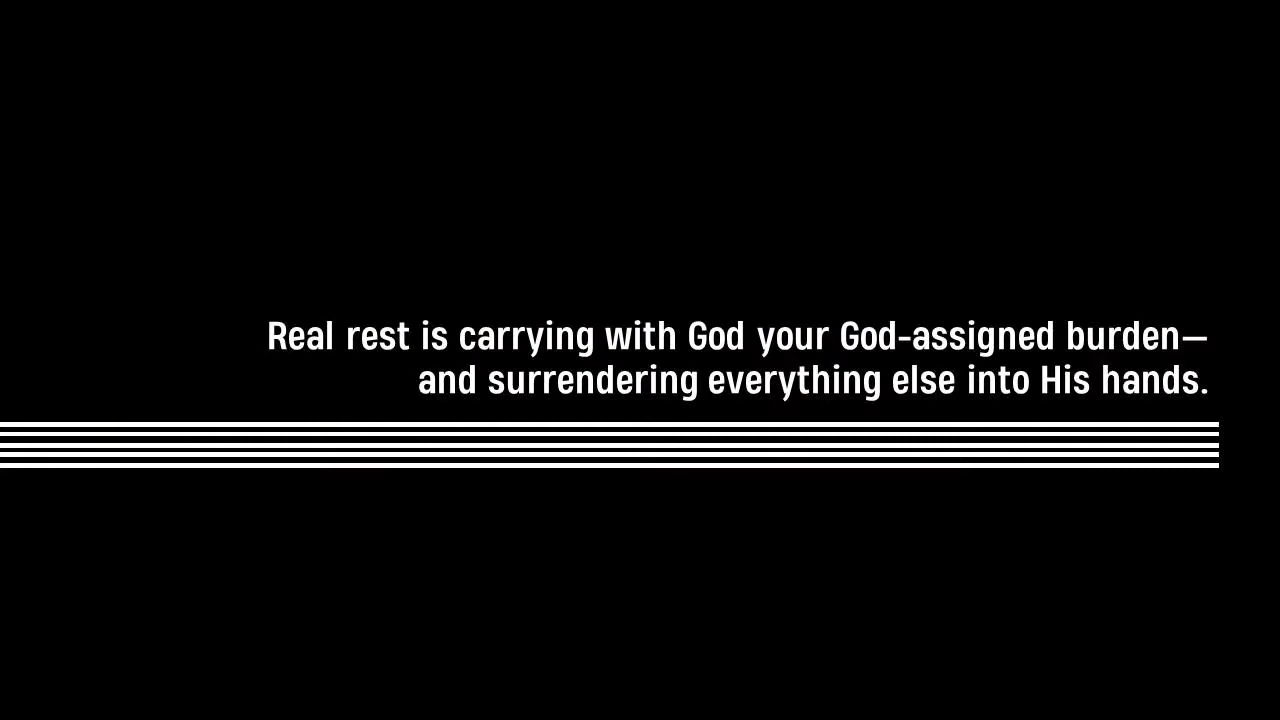 Real rest is carrying with God your God-assigned burden—
and surrendering everything else into His hands.